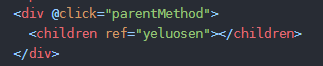 <div @click="parentMethod">
<children ref="yeluosen"></children>
</div>